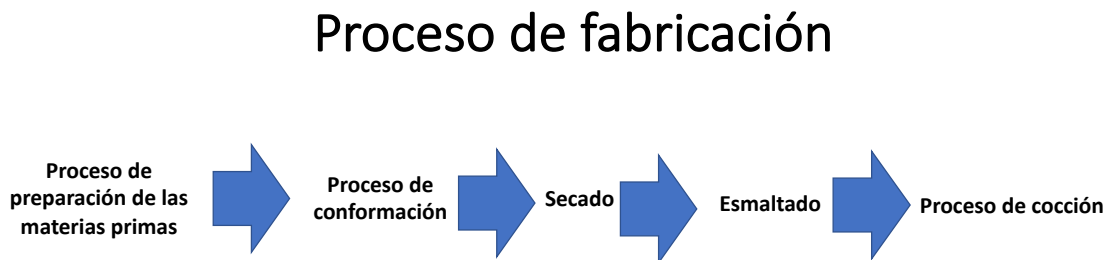 Proceso de fabricación
Proceso de
preparación de las
materias primas
Proceso de
conformación
Secado
Esmaltado
Proceso de cocción